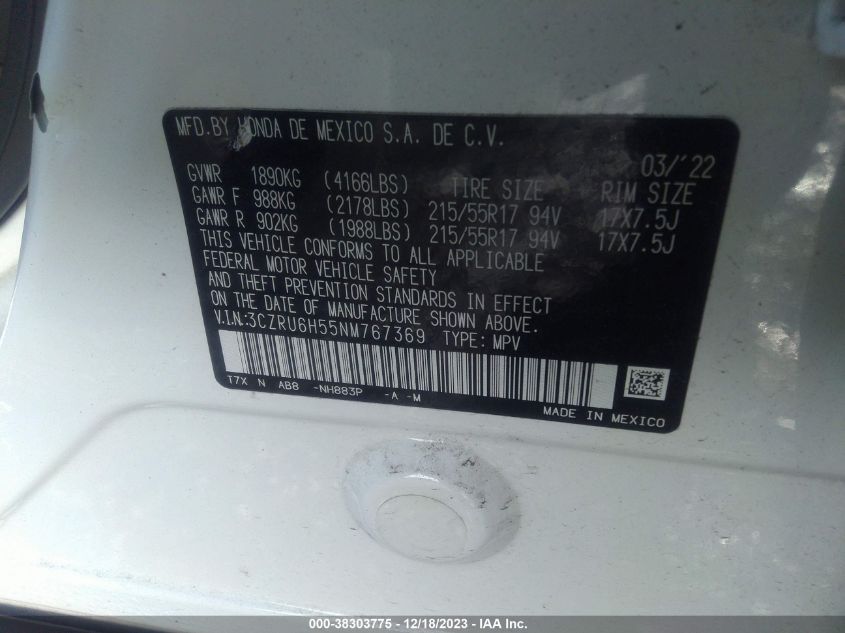 MFD.BY HONDA DE MEXICO S.A. DE C.V.
03/'22
GVWR 1890KG (4166LBS) TIRE SIZE RIM SIZE
GAWR F 988KG (2178LBS) 215/55R17 94V 17X7.5J
GAWR R 902KG (1988LBS) 215/55R17 94V 17X7.5J
THIS VEHICLE CONFORMS TO ALL APPLICABLE
FEDERAL MOTOR VEHICLE SAFETY
AND THEFT PREVENTION STANDARDS IN EFFECT
ON THE DATE OF MANUFACTURE SHOWN ABOVE.
V.I.N.:3CZRU6H55NM767369 TYPE: MPV
T7X N AB8 -NH883P -A -M
MADE IN MEXICO
000-38303775 - 12/18/2023 - IAA Inc.